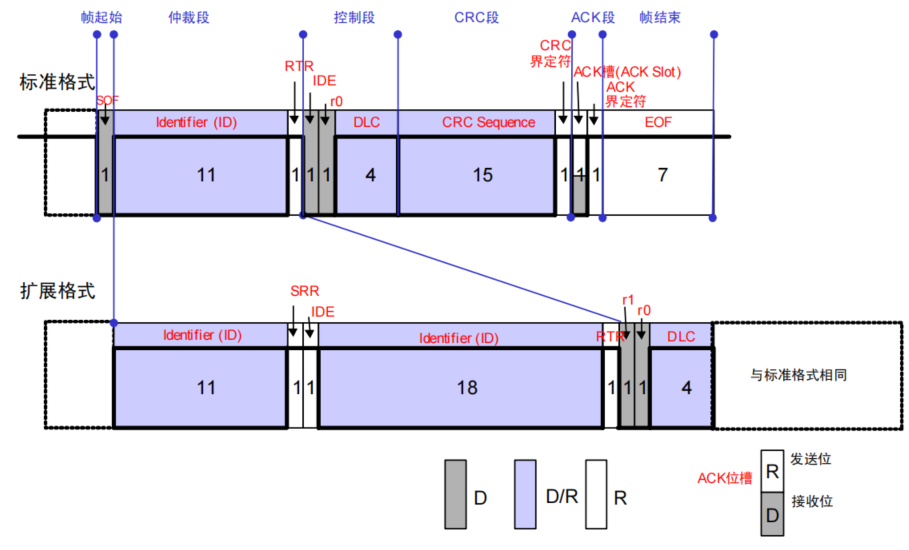 帧起始 仲裁段 控制段 CRC段 ACK段 帧结束
标准格式
SOF
RTR
IDE
r0
CRC
界定符
ACK槽(ACK Slot)
ACK
界定符
Identifier (ID) DLC CRC Sequence EOF
1 11 1 1 1 4 15 1 1 1 7
扩展格式
SRR
IDE
r1
r0
Identifier (ID) Identifier (ID) RTR DLC
11 1 1 18 1 1 1 4
与标准格式相同
D D/R R
ACK位槽
R 发送位
D 接收位